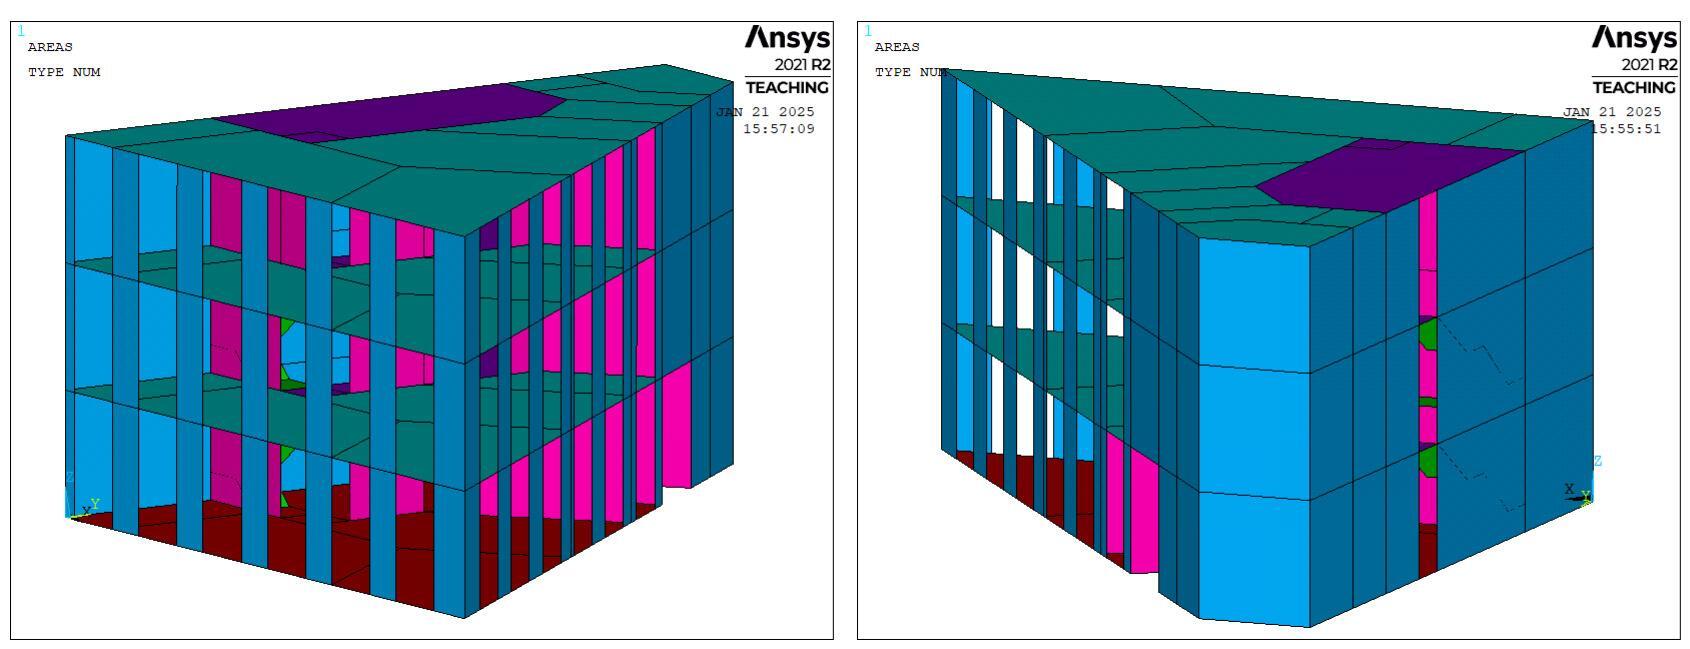 1
AREAS
TYPE NUM
Ansys
2021 R2
TEACHING
JAN 21 2025
15:57:09
Z
Y
X
1
AREAS
TYPE NUM
Ansys
2021 R2
TEACHING
JAN 21 2025
15:55:51
Z
X
Y